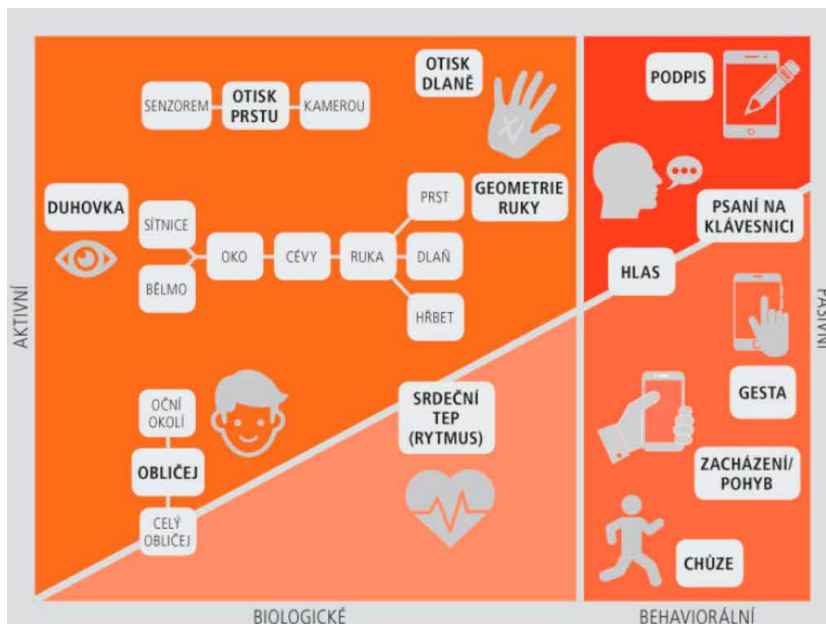 OTISK
DLANĚ
PODPIS
SENZOREM
OTISK
PRSTU
KAMEROU
DUHOVKA
SÍTNICE
BĚLMO
OKO
CÉVY
RUKA
PRST
DLAŇ
HŘBET
GEOMETRIE
RUKY
PSANÍ NA
KLÁVESNICI
HLAS
AKTIVNÍ
PASIVNÍ
OČNÍ
OKOLÍ
OBLIČEJ
CELÝ
OBLIČEJ
SRDEČNÍ
TEP
(RYTMUS)
GESTA
ZACHÁZENÍ/
POHYB
CHŮZE
BIOLOGICKÉ
BEHAVIORÁLNÍ